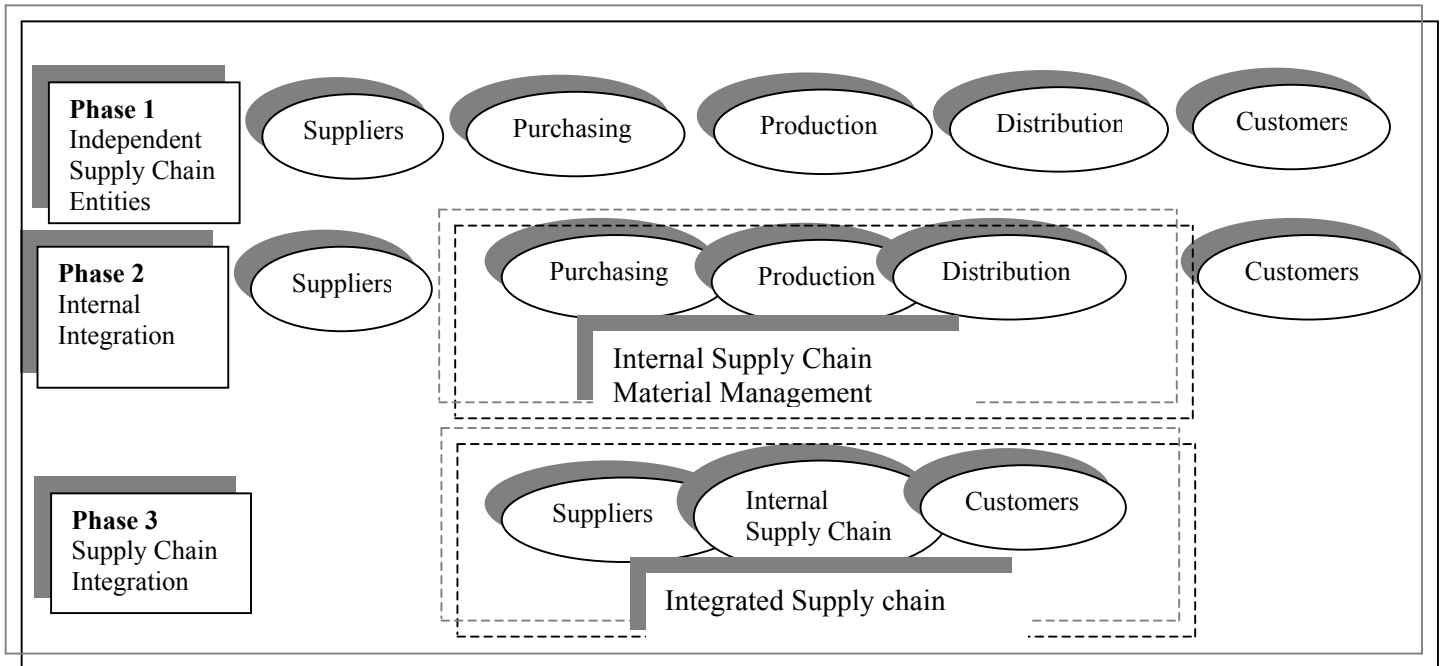 Phase 1
Independent
Supply Chain
Entities
Suppliers
Purchasing
Production
Distribution
Customers
Phase 2
Internal
Integration
Suppliers
Purchasing
Production
Distribution
Customers
Internal Supply Chain
Material Management
Phase 3
Supply Chain
Integration
Suppliers
Internal
Supply Chain
Customers
Integrated Supply chain